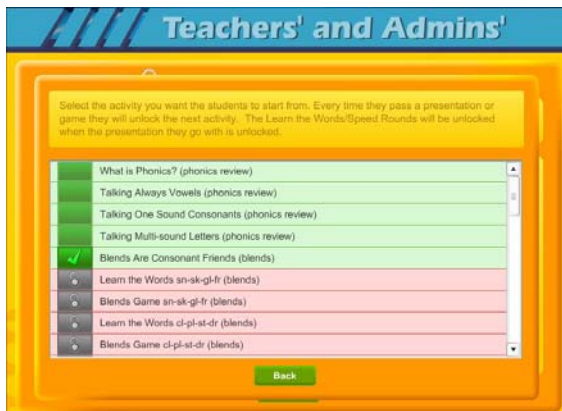 Teachers' and Admins'
Select the activity you want the students to start from. Every time they pass a presentation or
game they will unlock the next activity. The Learn the Words/Speed Rounds will be unlocked
when the presentation they go with is unlocked.
What is Phonics? (phonics review)
Talking Always Vowels (phonics review)
Talking One Sound Consonants (phonics review)
Talking Multi-sound Letters (phonics review)
Blends Are Consonant Friends (blends)
Learn the Words sn-sk-gl-fr (blends)
Blends Game sn-sk-gl-fr (blends)
Learn the Words cl-pl-st-dr (blends)
Blends Game cl-pl-st-dr (blends)
Back